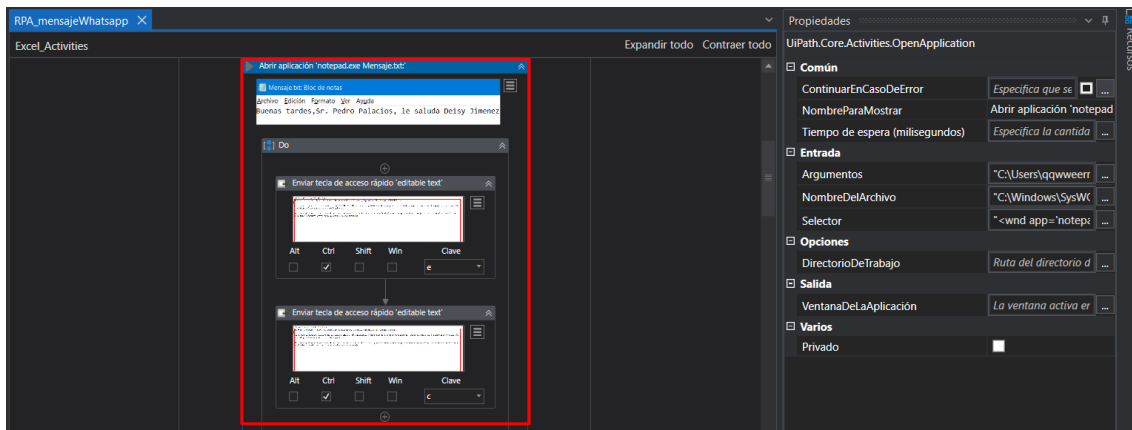 RPA_mensajeWhatsapp
Excel_Activities
Expandir todo Contraer todo
Abrir aplicación 'notepad.exe Mensaje.txt:'
Mensaje.txt: Bloc de notas
Archivo Edición Formato Ver Ayuda
Buenas tardes,Sr. Pedro Palacios, le saluda Deisy Jimenez
Do
Enviar tecla de acceso rápido 'editable text'
Alt Ctrl Shift Win Clave
e
Enviar tecla de acceso rápido 'editable text'
Alt Ctrl Shift Win Clave
c
Propiedades
UiPath.Core.Activities.OpenApplication
Común
ContinuarEnCasoDeError Especifica que se ...
NombreParaMostrar Abrir aplicación 'notepad
Tiempo de espera (milisegundos) Especifica la cantida ...
Entrada
Argumentos "C:\Users\qqwweerr ...
NombreDelArchivo "C:\Windows\SysW( ...
Selector "<wnd app='notepa ...
Opciones
DirectorioDeTrabajo Ruta del directorio d ...
Salida
VentanaDeLaAplicación La ventana activa er ...
Varios
Privado
Recursos